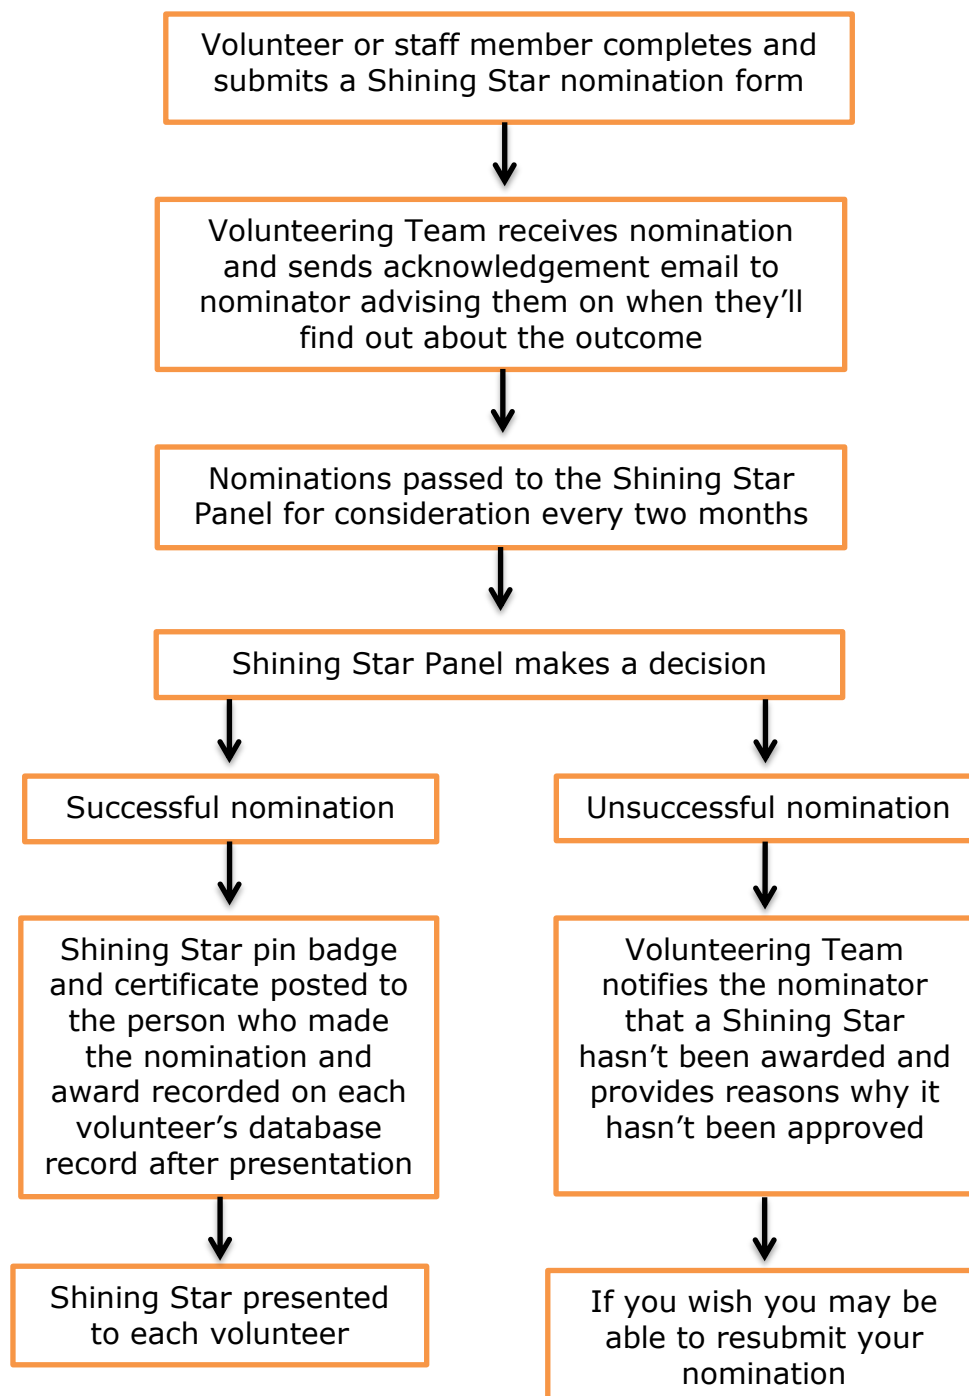 Volunteer or staff member completes and
submits a Shining Star nomination form
Volunteering Team receives nomination
and sends acknowledgement email to
nominator advising them on when they’ll
find out about the outcome
Nominations passed to the Shining Star
Panel for consideration every two months
Shining Star Panel makes a decision
Successful nomination
Unsuccessful nomination
Shining Star pin badge
and certificate posted to
the person who made
the nomination and
award recorded on each
volunteer’s database
record after presentation
Volunteering Team
notifies the nominator
that a Shining Star
hasn’t been awarded and
provides reasons why it
hasn’t been approved
Shining Star presented
to each volunteer
If you wish you may be
able to resubmit your
nomination